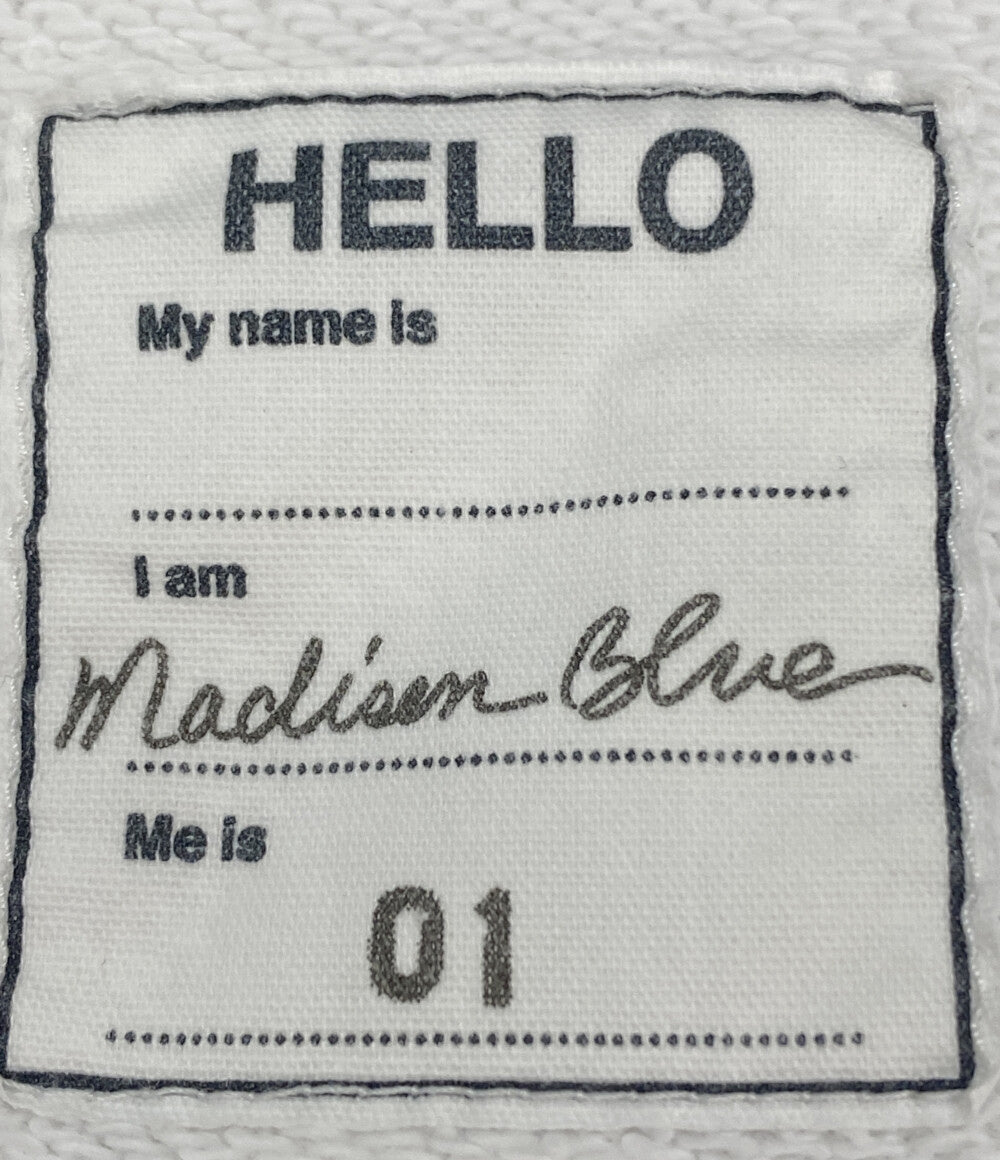 HELLO
My name is
I am
Madison Blue
Me is
01